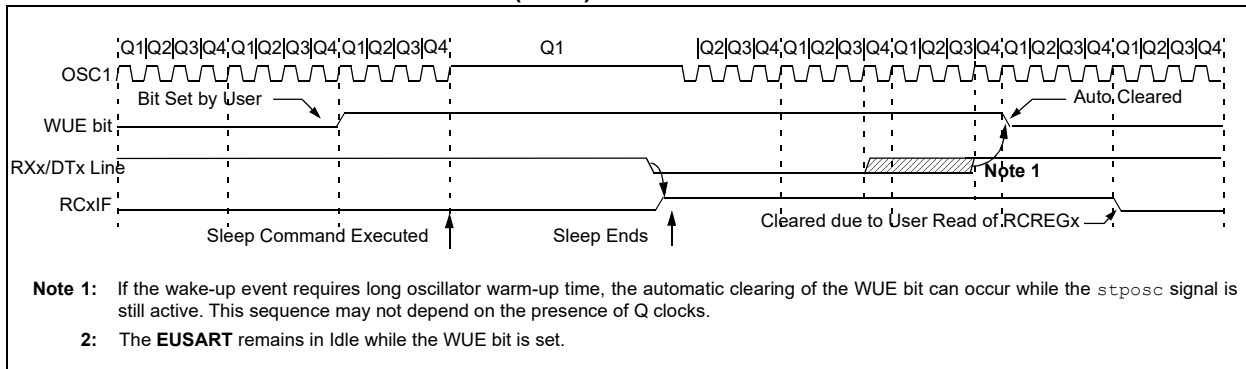 Q1|Q2|Q3|Q4|Q1|Q2|Q3|Q4|Q1|Q2|Q3|Q4 Q1 |Q2|Q3|Q4|Q1|Q2|Q3|Q4|Q1|Q2|Q3|Q4|Q1|Q2|Q3|Q4|Q1|Q2|Q3|Q4
OSC1
Bit Set by User Auto Cleared
WUE bit
RXx/DTx Line Note 1
RCxIF
Cleared due to User Read of RCREGx
Sleep Command Executed Sleep Ends
Note 1: If the wake-up event requires long oscillator warm-up time, the automatic clearing of the WUE bit can occur while the stposc signal is
still active. This sequence may not depend on the presence of Q clocks.
2: The EUSART remains in Idle while the WUE bit is set.